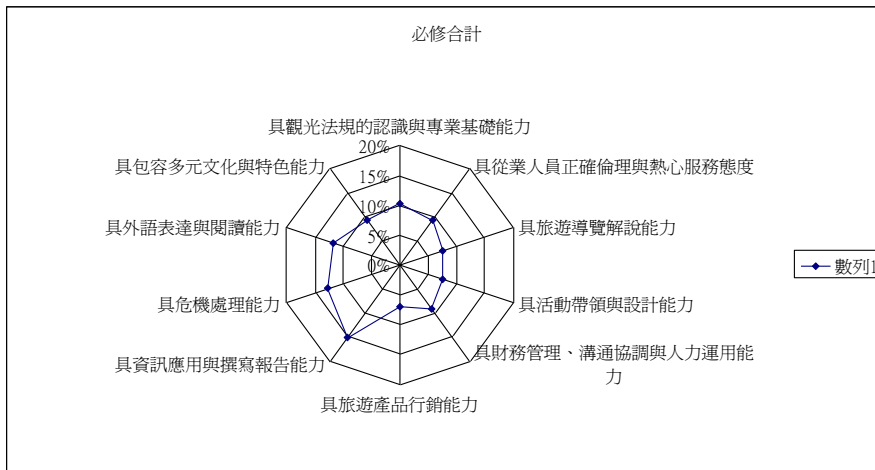 必修合計
具觀光法規的認識與專業基礎能力
20%
具包容多元文化與特色能力
具從業人員正確倫理與熱心服務態度
15%
10%
具外語表達與閱讀能力
具旅遊導覽解說能力
5%
0%
數列1
具危機處理能力
具活動帶領與設計能力
具資訊應用與撰寫報告能力
具財務管理、溝通協調與人力運用能
力
具旅遊產品行銷能力